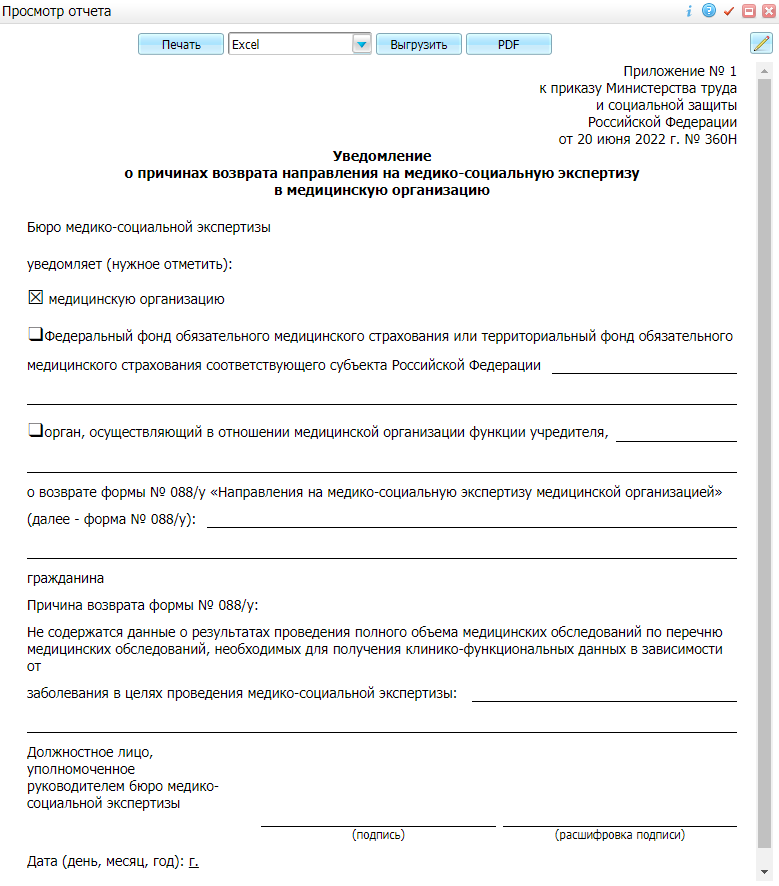 Просмотр отчета
Печать Excel Выгрузить PDF
Приложение № 1
к приказу Министерства труда
и социальной защиты
Российской Федерации
от 20 июня 2022 г. № 360Н
Уведомление
о причинах возврата направления на медико-социальную экспертизу
в медицинскую организацию
Бюро медико-социальной экспертизы
уведомляет (нужное отметить):
☒ медицинскую организацию
❑Федеральный фонд обязательного медицинского страхования или территориальный фонд обязательного
медицинского страхования соответствующего субъекта Российской Федерации
❑орган, осуществляющий в отношении медицинской организации функции учредителя,
о возврате формы № 088/у «Направления на медико-социальную экспертизу медицинской организацией»
(далее - форма № 088/у):
гражданина
Причина возврата формы № 088/у:
Не содержатся данные о результатах проведения полного объема медицинских обследований по перечню
медицинских обследований, необходимых для получения клинико-функциональных данных в зависимости
от
заболевания в целях проведения медико-социальной экспертизы:
Должностное лицо,
уполномоченное
руководителем бюро медико-
социальной экспертизы
(подпись) (расшифровка подписи)
Дата (день, месяц, год): г.